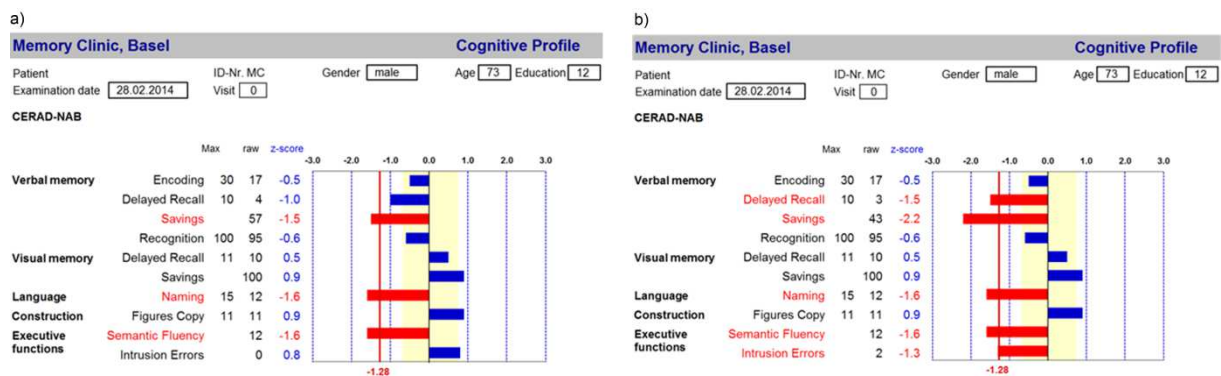 a)
Memory Clinic, Basel Cognitive Profile
Patient ID-Nr. MC Gender male Age 73 Education 12
Examination date 28.02.2014 Visit 0
CERAD-NAB
Max raw z-score -3.0 -2.0 -1.0 0.0 1.0 2.0 3.0
Verbal memory Encoding 30 17 -0.5
Delayed Recall 10 4 -1.0
Savings 57 -1.5
Recognition 100 95 -0.6
Visual memory Delayed Recall 11 10 0.5
Savings 100 0.9
Language Naming 15 12 -1.6
Construction Figures Copy 11 11 0.9
Executive functions Semantic Fluency 12 -1.6
Intrusion Errors 0 0.8
-1.28
b)
Memory Clinic, Basel Cognitive Profile
Patient ID-Nr. MC Gender male Age 73 Education 12
Examination date 28.02.2014 Visit 0
CERAD-NAB
Max raw z-score -3.0 -2.0 -1.0 0.0 1.0 2.0 3.0
Verbal memory Encoding 30 17 -0.5
Delayed Recall 10 3 -1.5
Savings 43 -2.2
Recognition 100 95 -0.6
Visual memory Delayed Recall 11 10 0.5
Savings 100 0.9
Language Naming 15 12 -1.6
Construction Figures Copy 11 11 0.9
Executive functions Semantic Fluency 12 -1.6
Intrusion Errors 2 -1.3
-1.28